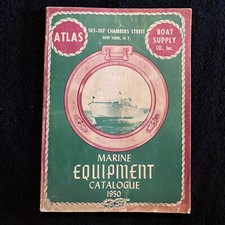 ATLAS
105-107 CHAMBERS STREET
NEW YORK, N. Y.
BOAT
SUPPLY
CO., Inc.
MARINE
EQUIPMENT
CATALOGUE
1950